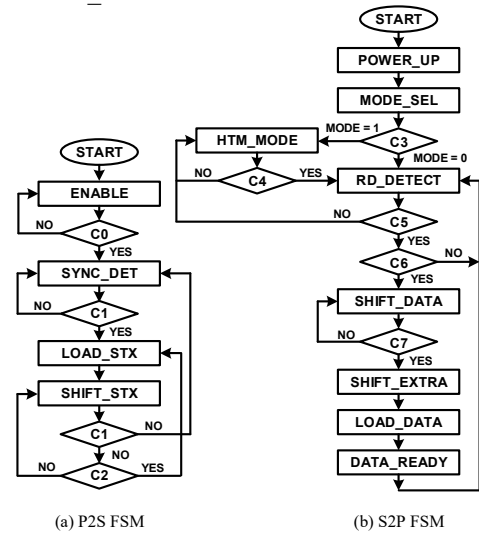 START
ENABLE
NO
C0
YES
SYNC_DET
NO
C1
YES
LOAD_STX
SHIFT_STX
C1
NO
NO
NO
C2
YES
(a) P2S FSM
START
POWER_UP
MODE_SEL
MODE = 1
C3
HTM_MODE
MODE = 0
NO
C4
YES
RD_DETECT
NO
C5
YES
C6
NO
YES
SHIFT_DATA
NO
C7
YES
SHIFT_EXTRA
LOAD_DATA
DATA_READY
(b) S2P FSM